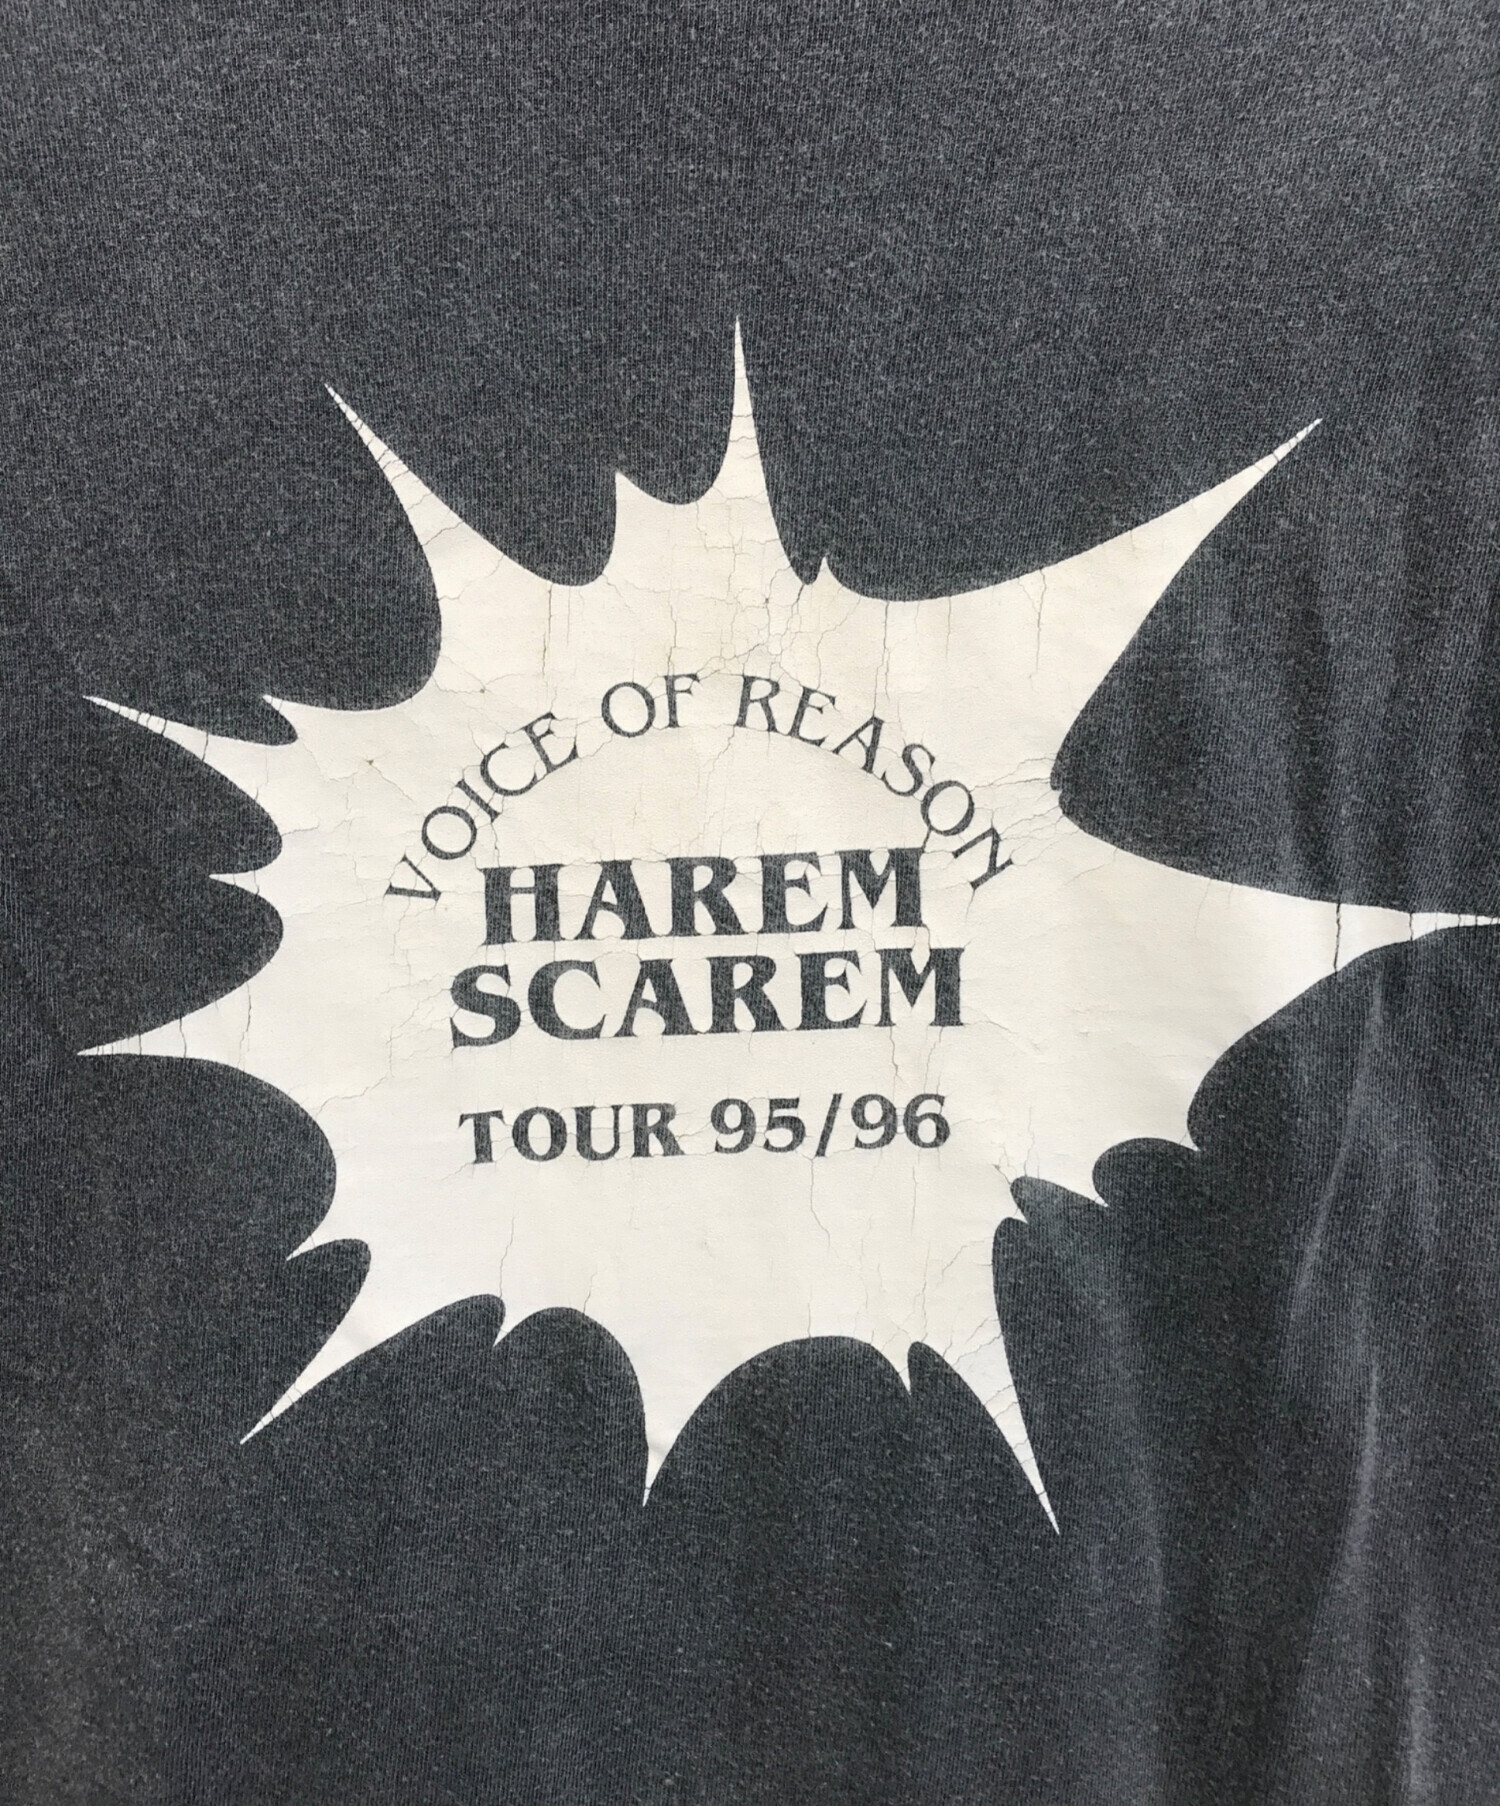 VOICE OF REASON
HAREM
SCAREM
TOUR 95/96